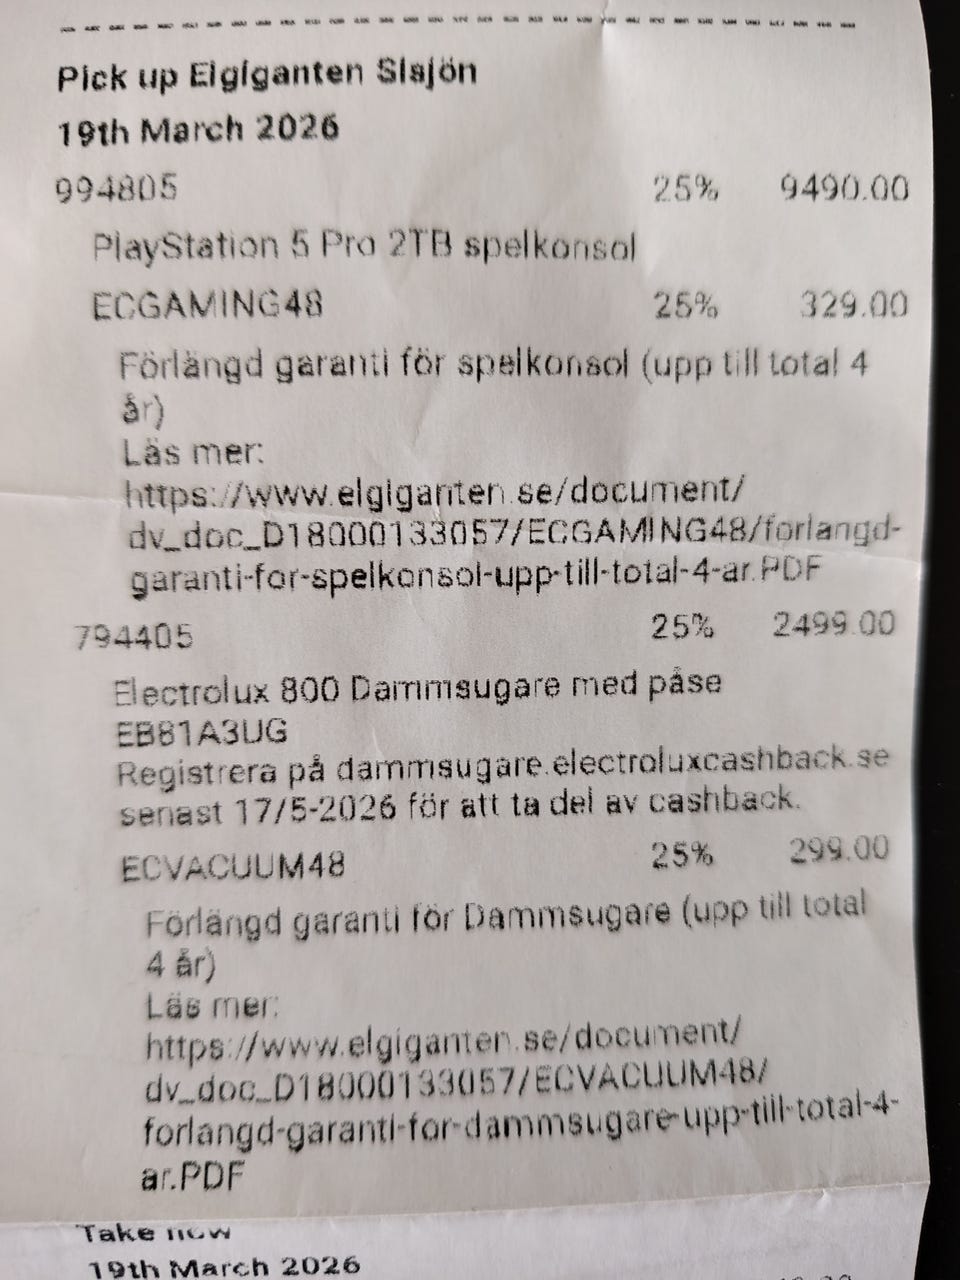 Pick up Elgiganten Sisjön
19th March 2026
994805 25% 9490.00
PlayStation 5 Pro 2TB spelkonsol
ECGAMING48 25% 329.00
Förlängd garanti för spelkonsol (upp till total 4
år)
Läs mer:
https://www.elgiganten.se/document/
dv_doc_D18000133057/ECGAMING48/forlangd-
garanti-for-spelkonsol-upp-till-total-4-ar.PDF
794405 25% 2499.00
Electrolux 800 Dammsugare med påse
EB81A3UG
Registrera på dammsugare.electroluxcashback.se
senast 17/5-2026 för att ta del av cashback.
ECVACUUM48 25% 299.00
Förlängd garanti för Dammsugare (upp till total
4 år)
Läs mer:
https://www.elgiganten.se/document/
dv_doc_D18000133057/ECVACUUM48/
forlangd-garanti-for-dammsugare-upp-till-total-4-
ar.PDF
Take now
19th March 2026